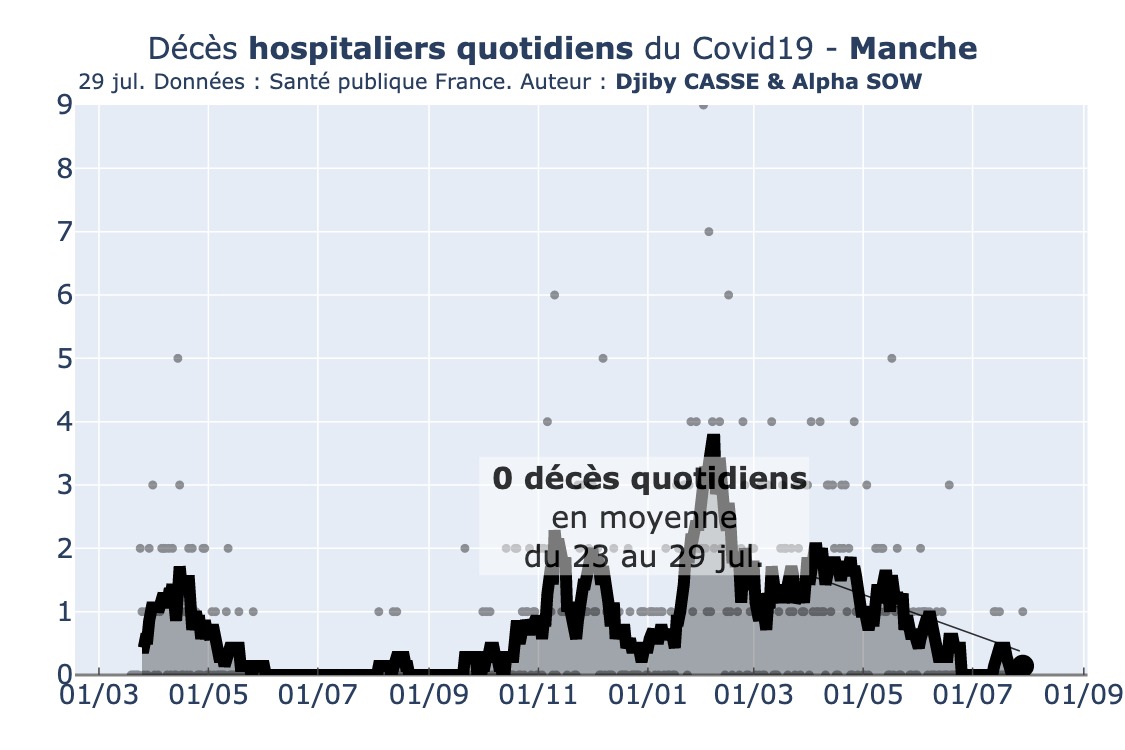 Décès hospitaliers quotidiens du Covid19 - Manche
29 jul. Données : Santé publique France. Auteur : Djiby CASSE & Alpha SOW
9
8
7
6
5
4
3
2
1
0
0 décès quotidiens
en moyenne
du 23 au 29 jul.
01/03 01/05 01/07 01/09 01/11 01/01 01/03 01/05 01/07 01/09